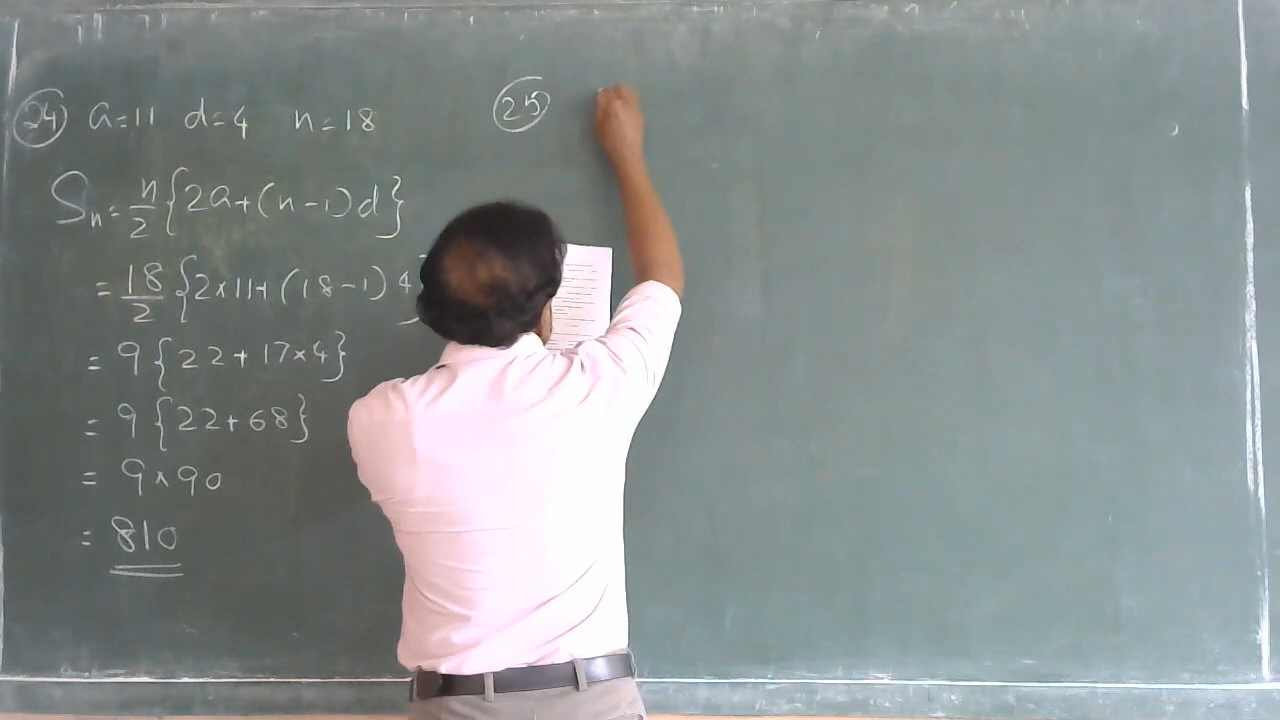 24 a=11 d=4 n=18
Sn = n/2 {2a+(n-1)d}
= 18/2 {2×11+(18-1)4}
= 9{22+17×4}
= 9{22+68}
= 9×90
= 810
25